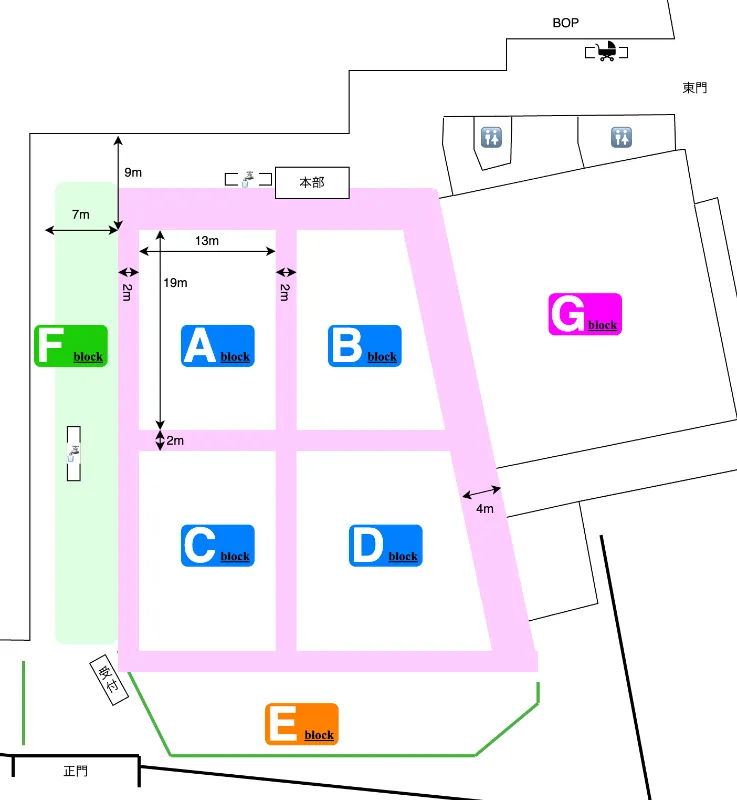 BOP
東門
9m
本部
7m
13m
2m
19m
2m
F block
A block
B block
G block
2m
4m
C block
D block
受付
E block
正門